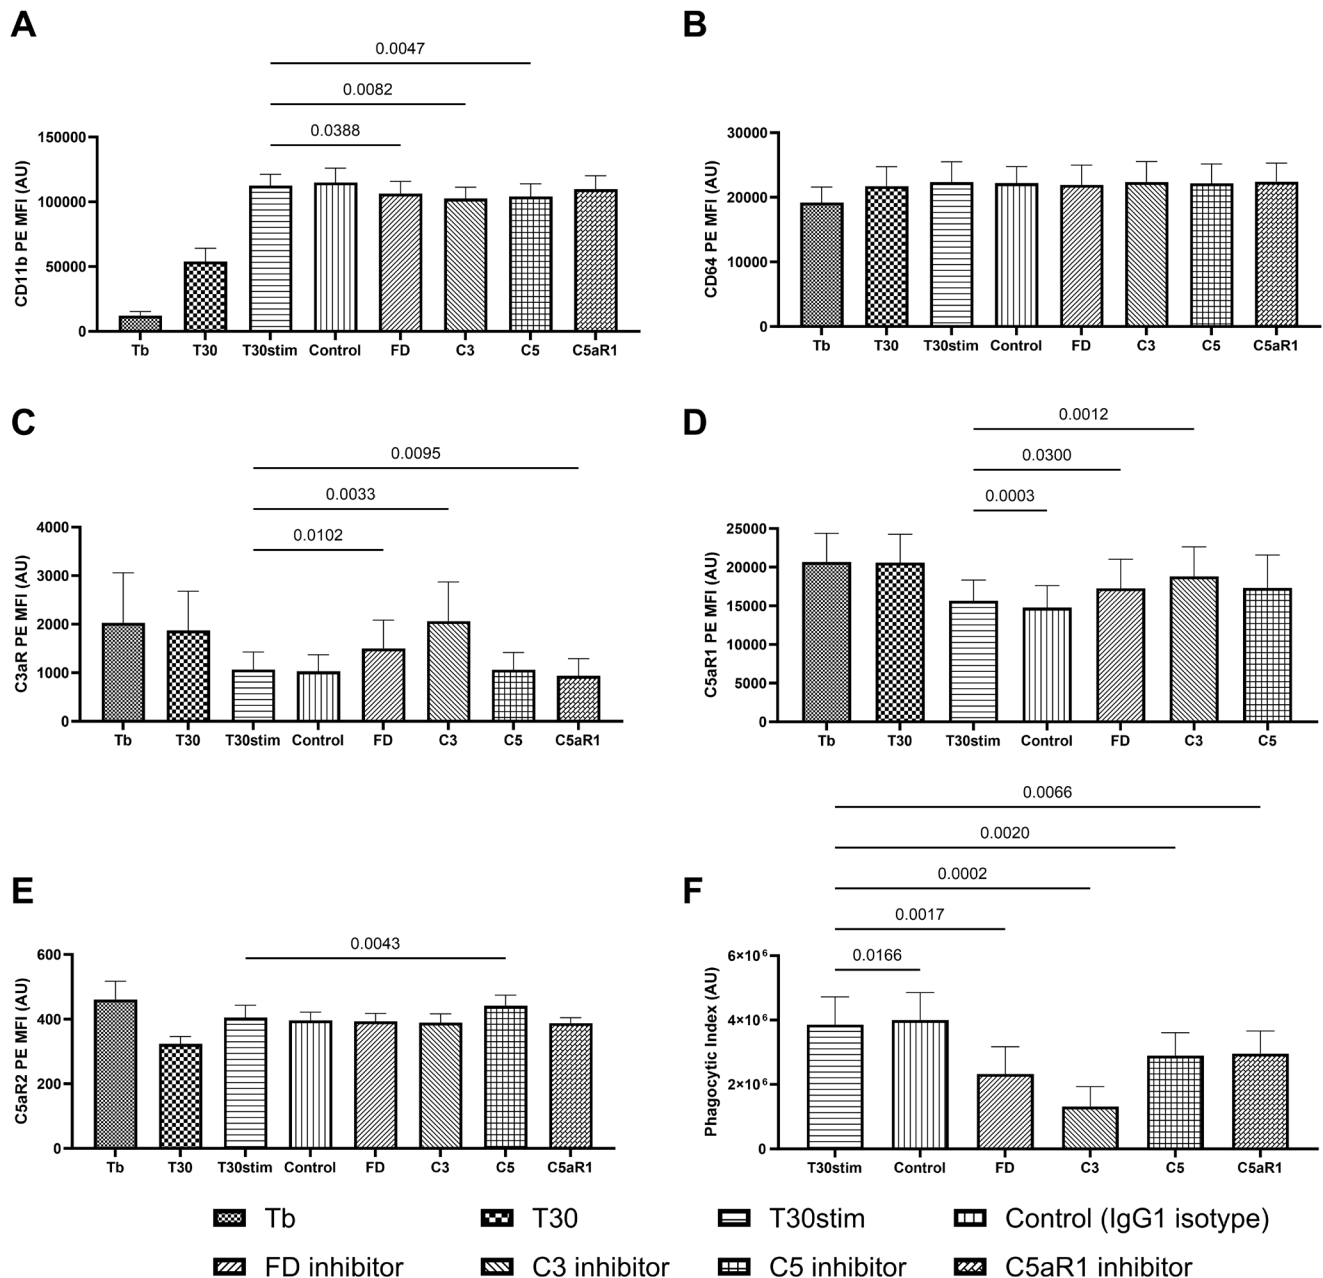 A
0.0047
0.0082
0.0388
150000
100000
50000
0
CD11b PE MFI (AU)
Tb T30 T30stim Control FD C3 C5 C5aR1
B
30000
20000
10000
0
CD64 PE MFI (AU)
Tb T30 T30stim Control FD C3 C5 C5aR1
C
0.0095
0.0033
0.0102
4000
3000
2000
1000
0
C3aR PE MFI (AU)
Tb T30 T30stim Control FD C3 C5 C5aR1
D
0.0012
0.0300
0.0003
25000
20000
15000
10000
5000
0
C5aR1 PE MFI (AU)
Tb T30 T30stim Control FD C3 C5
E
0.0043
600
400
200
0
C5aR2 PE MFI (AU)
Tb T30 T30stim Control FD C3 C5 C5aR1
F
0.0066
0.0020
0.0002
0.0017
0.0166
6×10⁶
4×10⁶
2×10⁶
0
Phagocytic Index (AU)
T30stim Control FD C3 C5 C5aR1
Tb T30 T30stim Control (IgG1 isotype)
FD inhibitor C3 inhibitor C5 inhibitor C5aR1 inhibitor